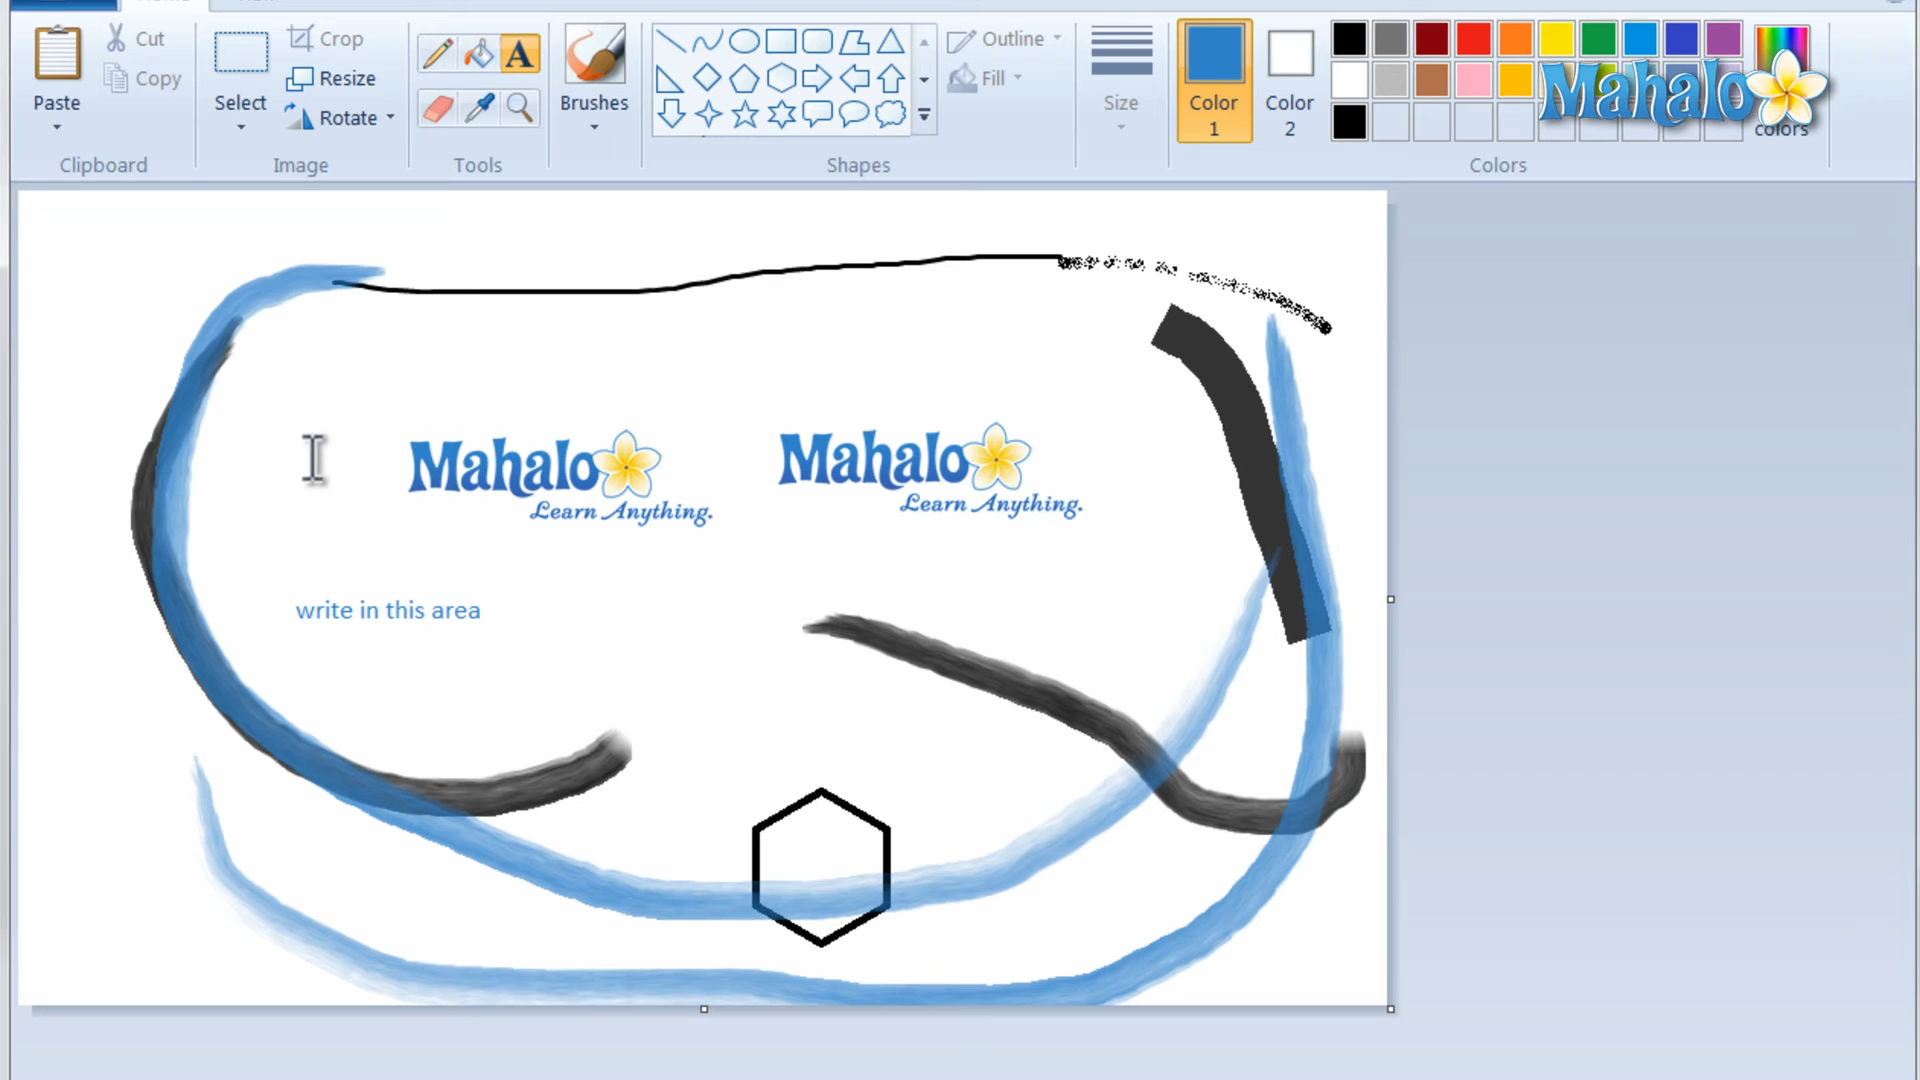 Paste
Cut
Copy
Clipboard
Select
Crop
Resize
Rotate
Image
A
Tools
Brushes
Shapes
Outline
Fill
Size
Color
1
Color
2
colors
Colors
Mahalo
Mahalo
Learn Anything.
Mahalo
Learn Anything.
write in this area